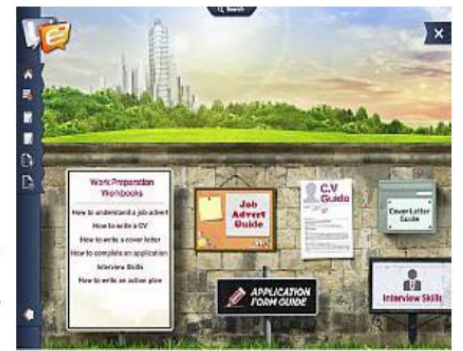 Search
Work Preparation
Workbooks
How to understand a job advert
How to write a CV
How to write a cover letter
How to complete an application
Interview Skills
How to write an action plan
Job
Advert
Guide
C.V
Guide
Cover Letter
Guide
APPLICATION
FORM GUIDE
Interview Skills